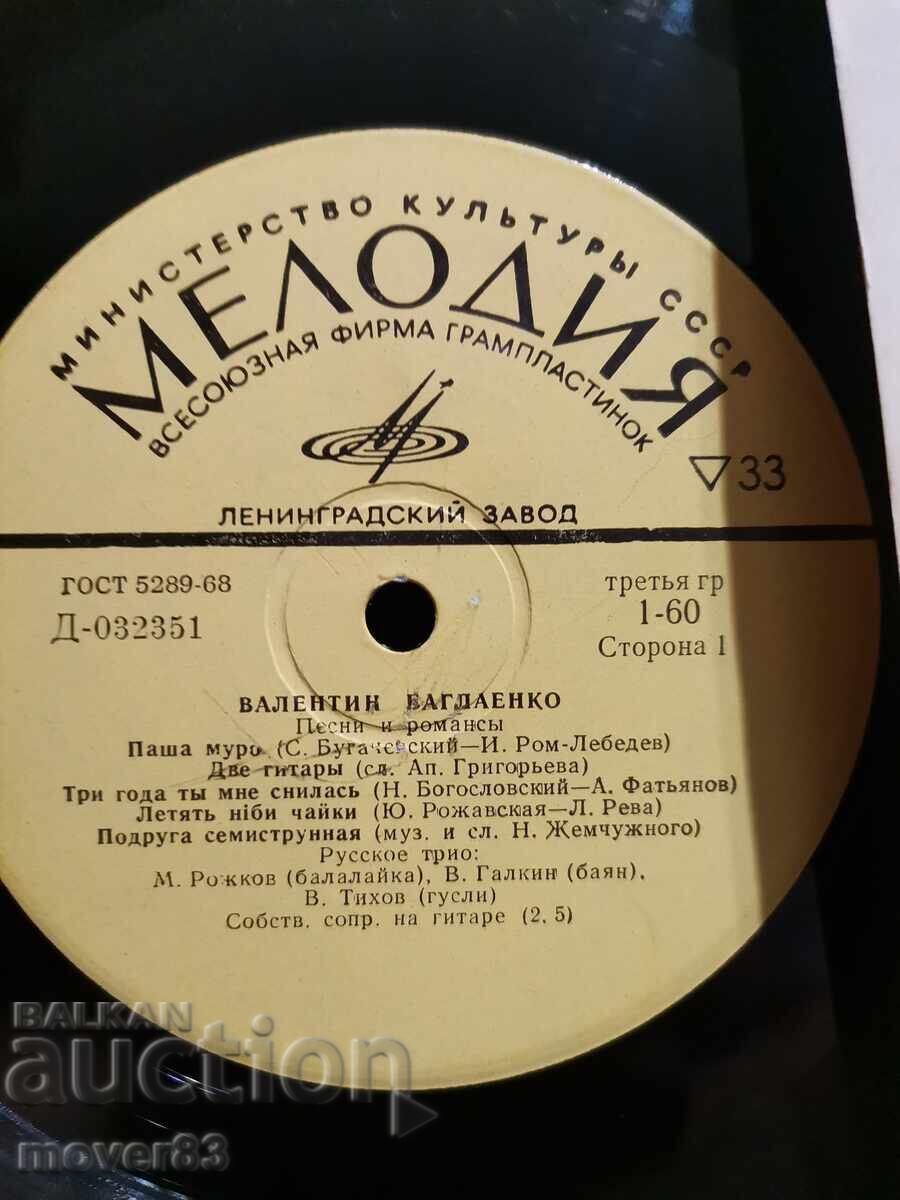 МИНИСТЕРСТВО КУЛЬТУРЫ СССР
МЕЛОДИЯ
ВСЕСОЮЗНАЯ ФИРМА ГРАМПЛАСТИНОК
▽33
ЛЕНИНГРАДСКИЙ ЗАВОД
ГОСТ 5289-68
Д-032351
третья гр
1-60
Сторона 1
ВАЛЕНТИН БАГЛАЕНКО
Песни и романсы
Паша муро (С. Бугачевский—И. Ром-Лебедев)
Две гитары (сл. Ап. Григорьева)
Три года ты мне снилась (Н. Богословский—А. Фатьянов)
Летять нiби чайки (Ю. Рожавская—Л. Рева)
Подруга семиструнная (муз. и сл. Н. Жемчужного)
Русское трио:
М. Рожков (балалайка), В. Галкин (баян),
В. Тихов (гусли)
Собств. сопр. на гитаре (2, 5)
BALKAN
auction
mover83